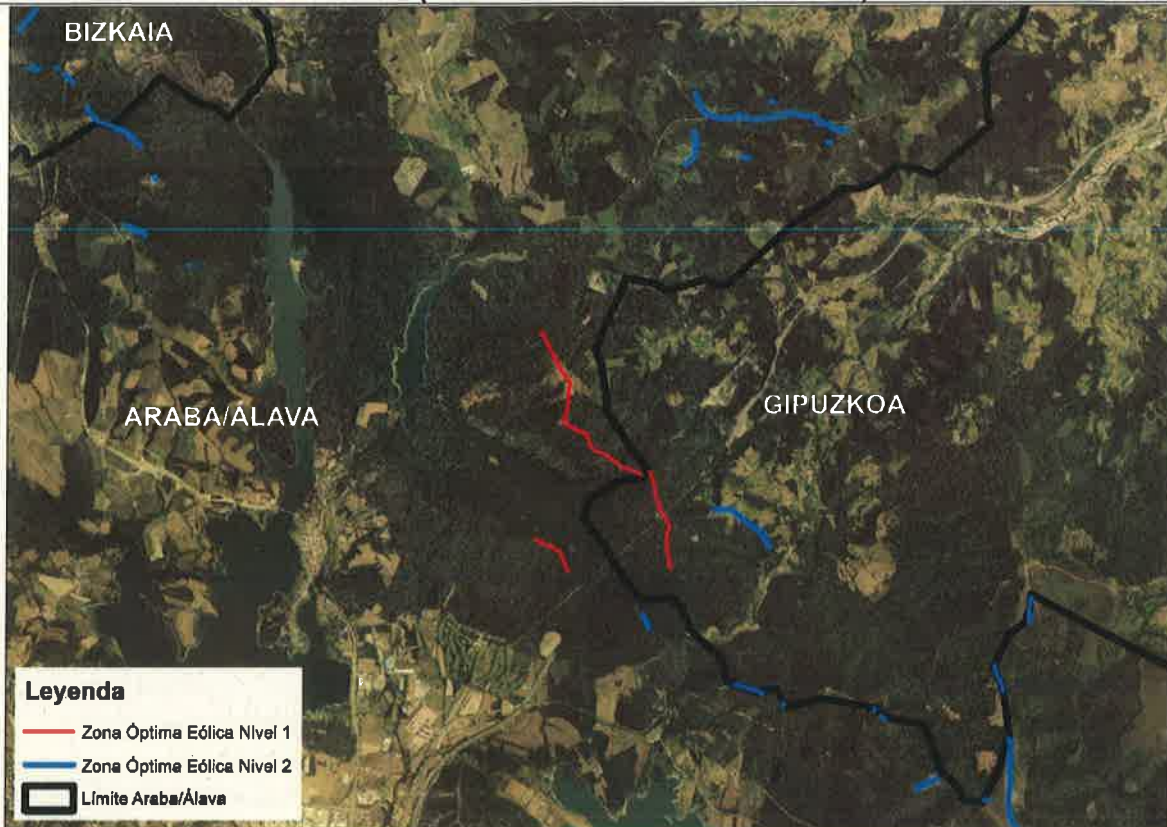 BIZKAIA
ARABA/ÁLAVA
GIPUZKOA
Leyenda
Zona Óptima Eólica Nivel 1
Zona Óptima Eólica Nivel 2
Límite Araba/Álava